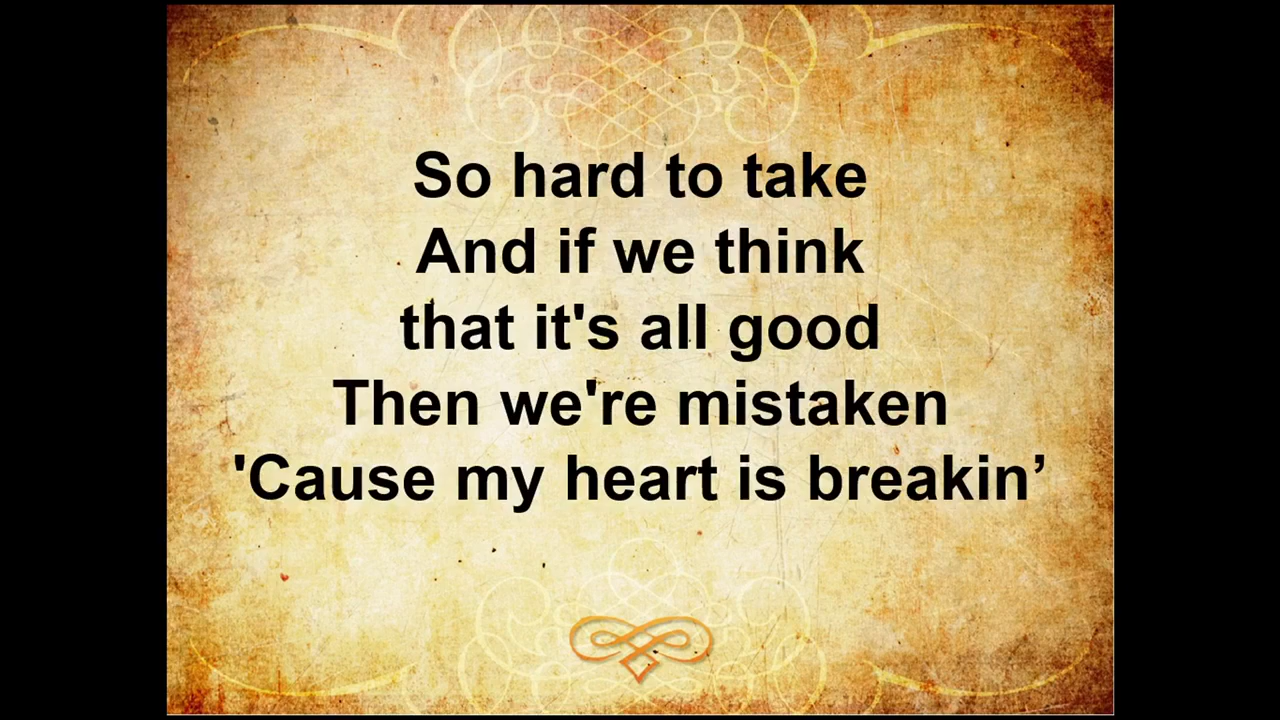 So hard to take
And if we think
that it's all good
Then we're mistaken
'Cause my heart is breakin’